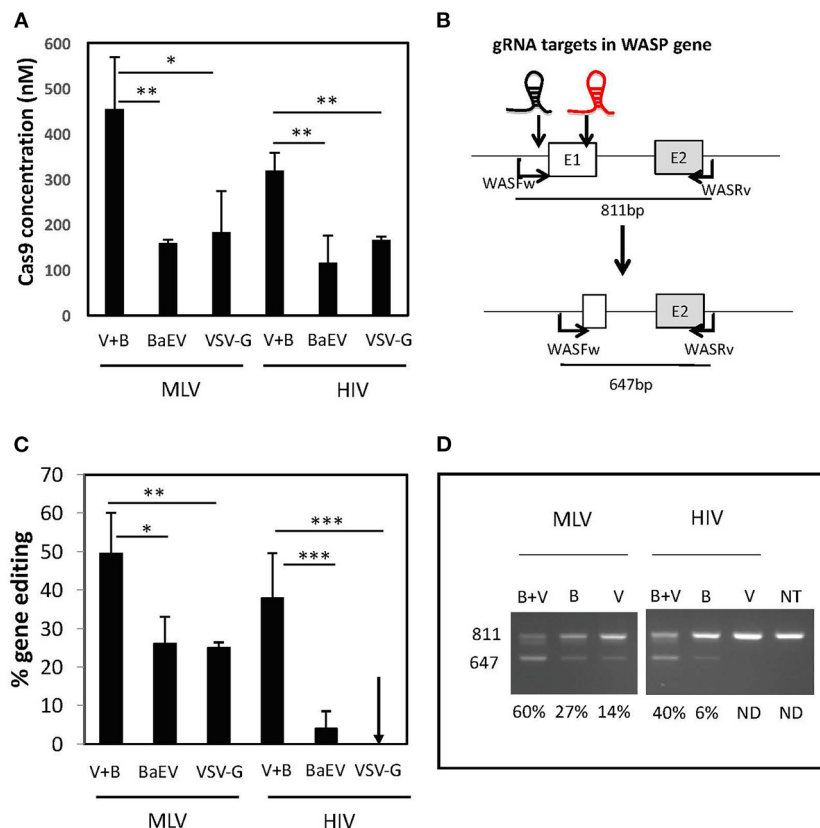 A
Cas9 concentration (nM)
600
500
400
300
200
100
0
*
**
**
**
V+B BaEV VSV-G V+B BaEV VSV-G
MLV HIV
B
gRNA targets in WASP gene
E1 E2
WASFw WASRv
811bp
E2
WASFw WASRv
647bp
C
% gene editing
70
60
50
40
30
20
10
0
**
*
***
***
V+B BaEV VSV-G V+B BaEV VSV-G
MLV HIV
D
MLV HIV
B+V B V B+V B V NT
811
647
60% 27% 14% 40% 6% ND ND